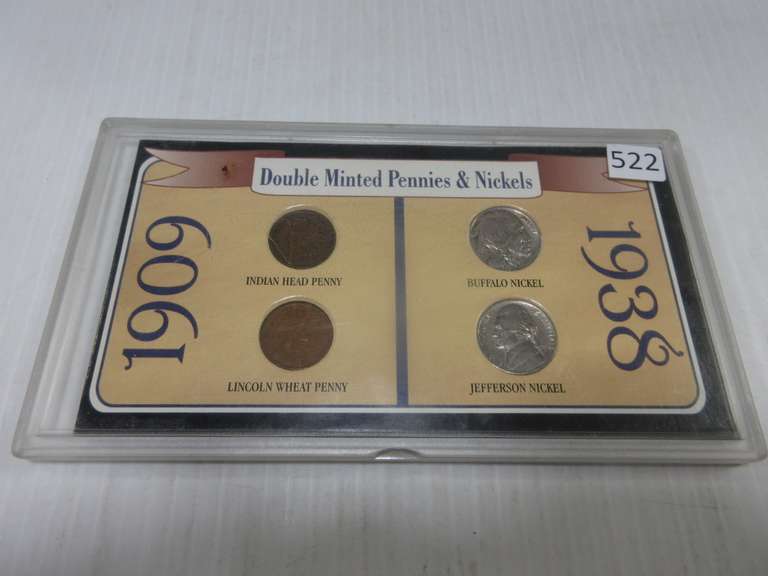 522
Double Minted Pennies & Nickels
1909
INDIAN HEAD PENNY
LINCOLN WHEAT PENNY
BUFFALO NICKEL
JEFFERSON NICKEL
1938